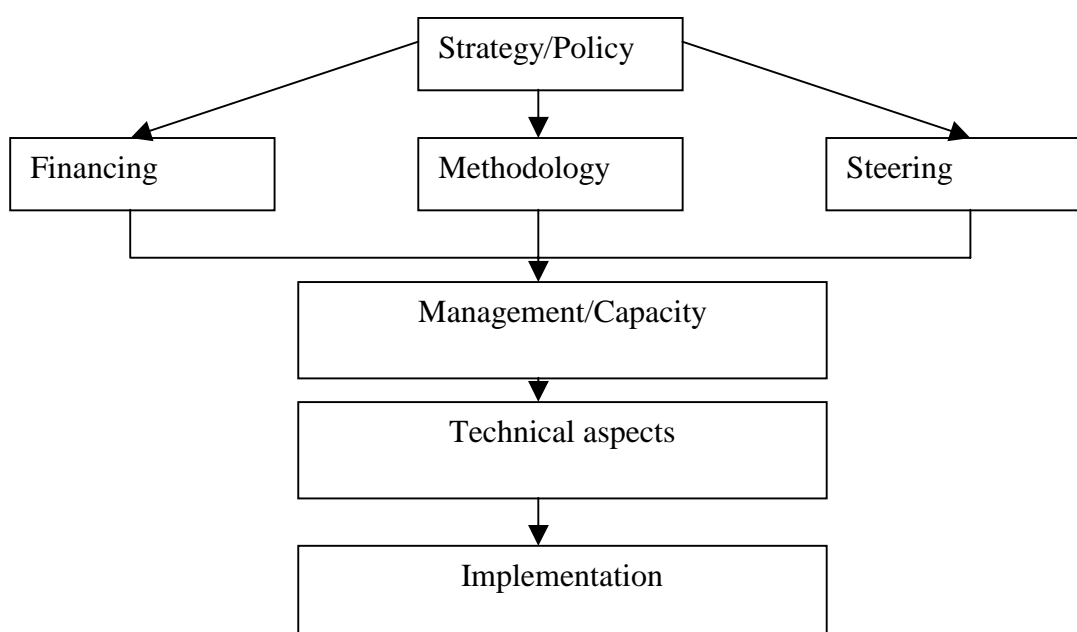 Strategy/Policy
Financing
Methodology
Steering
Management/Capacity
Technical aspects
Implementation